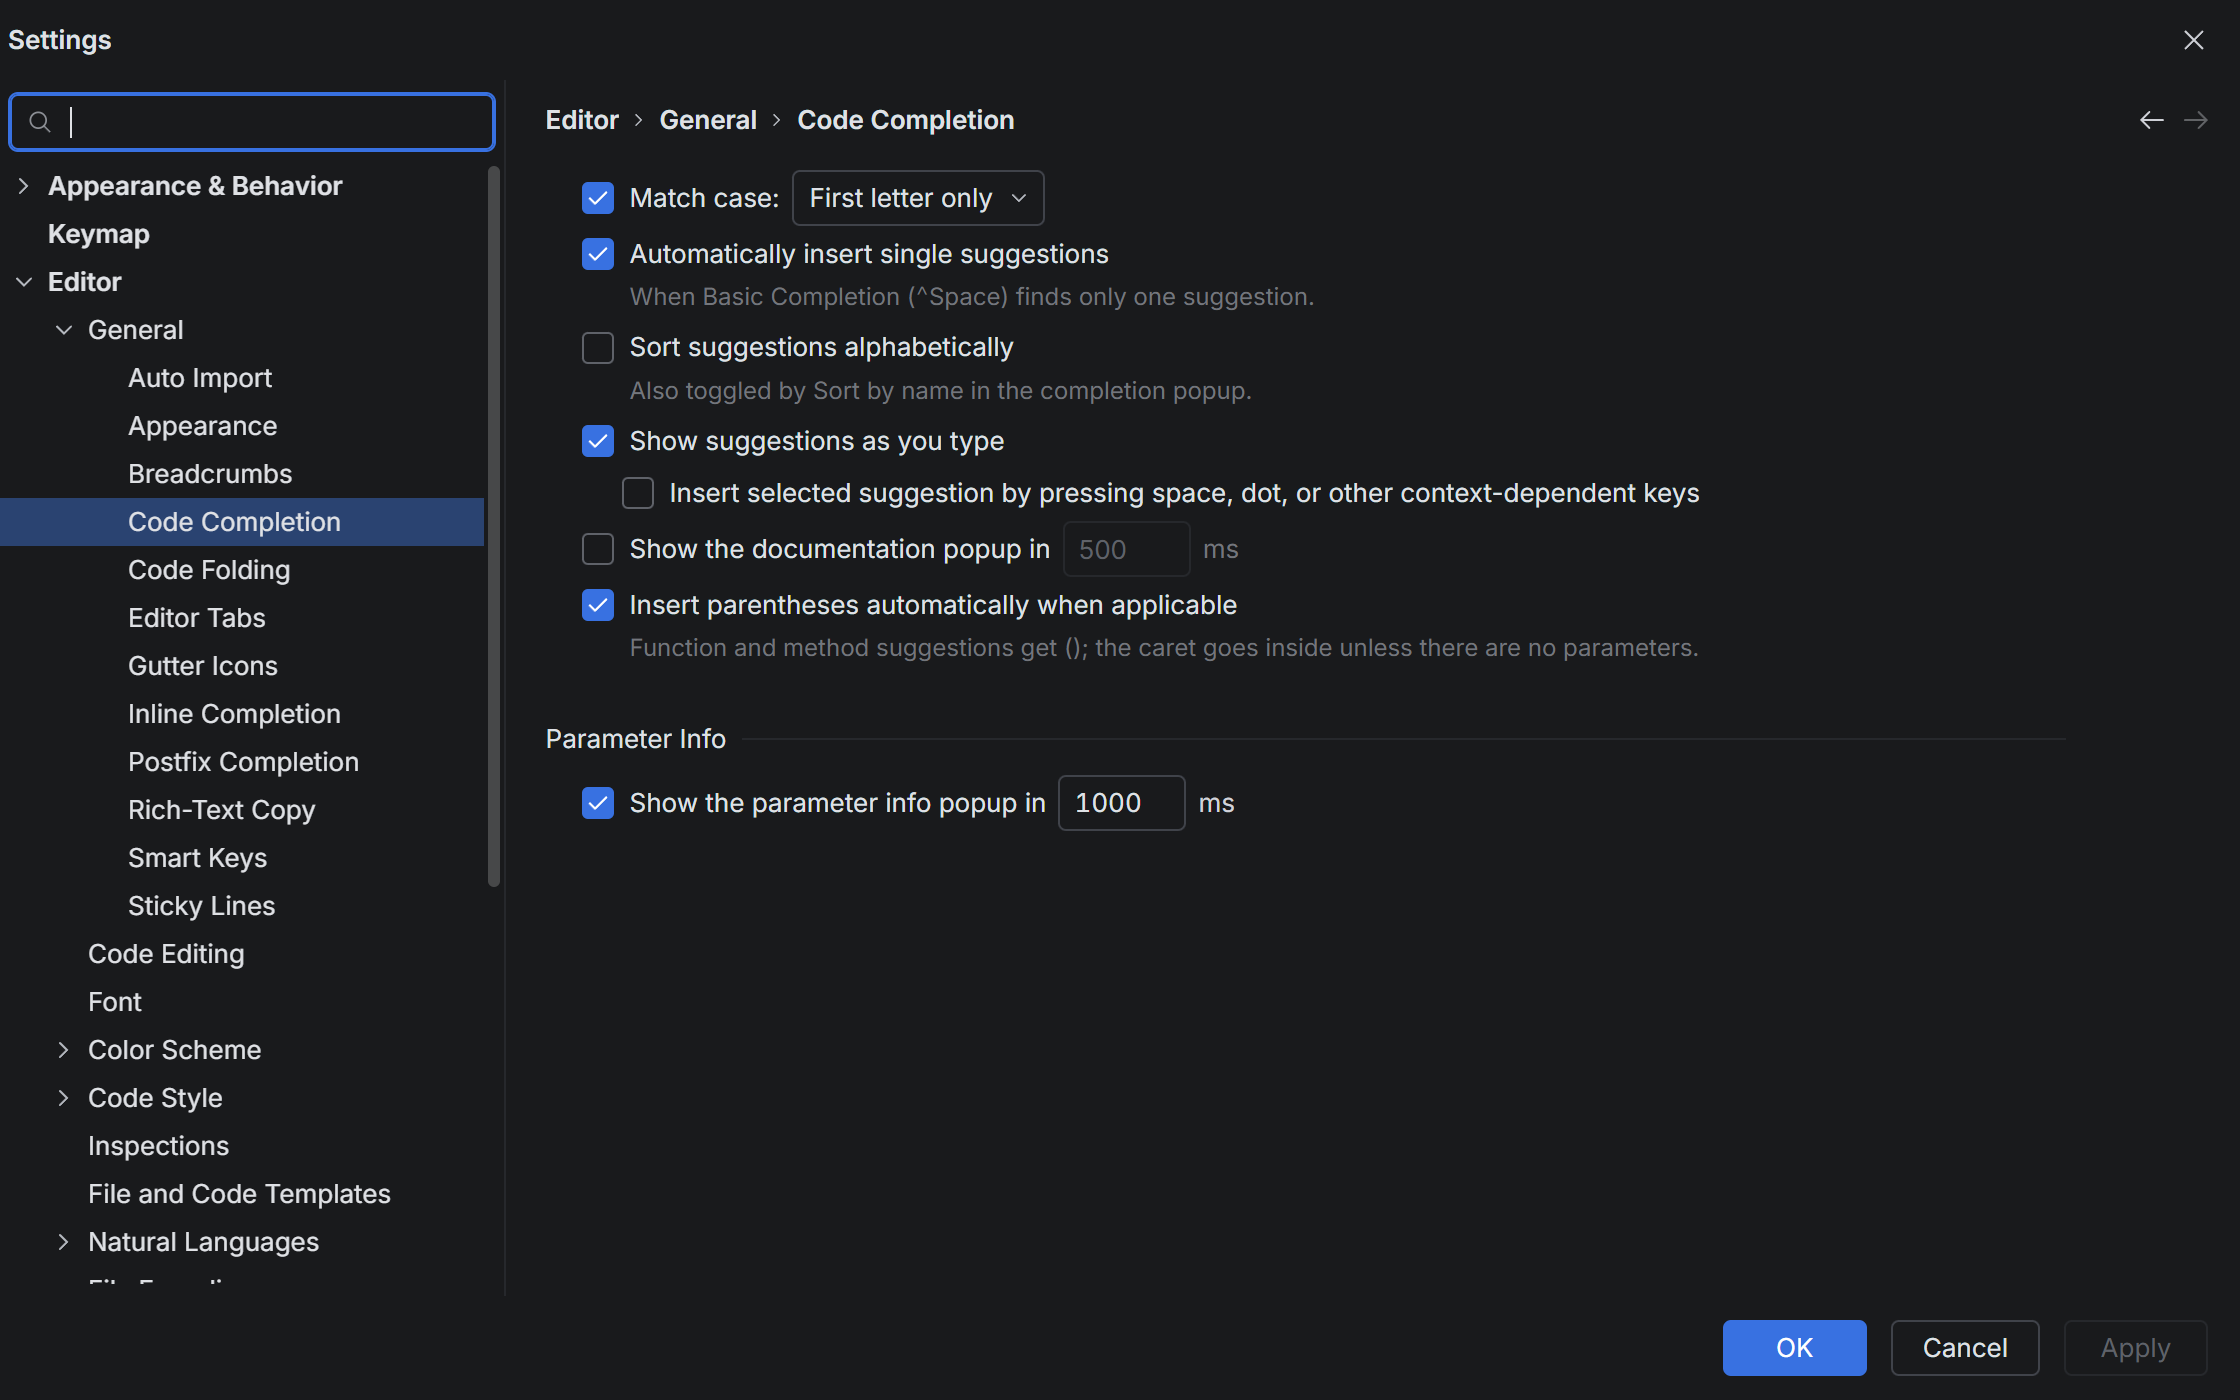 Settings
Appearance & Behavior
Keymap
Editor
General
Auto Import
Appearance
Breadcrumbs
Code Completion
Code Folding
Editor Tabs
Gutter Icons
Inline Completion
Postfix Completion
Rich-Text Copy
Smart Keys
Sticky Lines
Code Editing
Font
Color Scheme
Code Style
Inspections
File and Code Templates
Natural Languages
Editor › General › Code Completion
Match case: First letter only
Automatically insert single suggestions
When Basic Completion (^Space) finds only one suggestion.
Sort suggestions alphabetically
Also toggled by Sort by name in the completion popup.
Show suggestions as you type
Insert selected suggestion by pressing space, dot, or other context-dependent keys
Show the documentation popup in 500 ms
Insert parentheses automatically when applicable
Function and method suggestions get (); the caret goes inside unless there are no parameters.
Parameter Info
Show the parameter info popup in 1000 ms
OK Cancel Apply